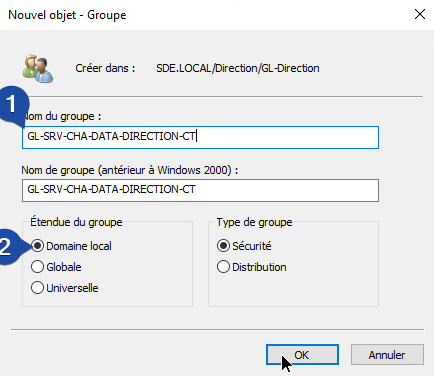 Nouvel objet - Groupe
Créer dans : SDE.LOCAL/Direction/GL-Direction
1
Nom du groupe :
GL-SRV-CHA-DATA-DIRECTION-CT
Nom de groupe (antérieur à Windows 2000) :
GL-SRV-CHA-DATA-DIRECTION-CT
Étendue du groupe
2
Domaine local
Globale
Universelle
Type de groupe
Sécurité
Distribution
OK
Annuler